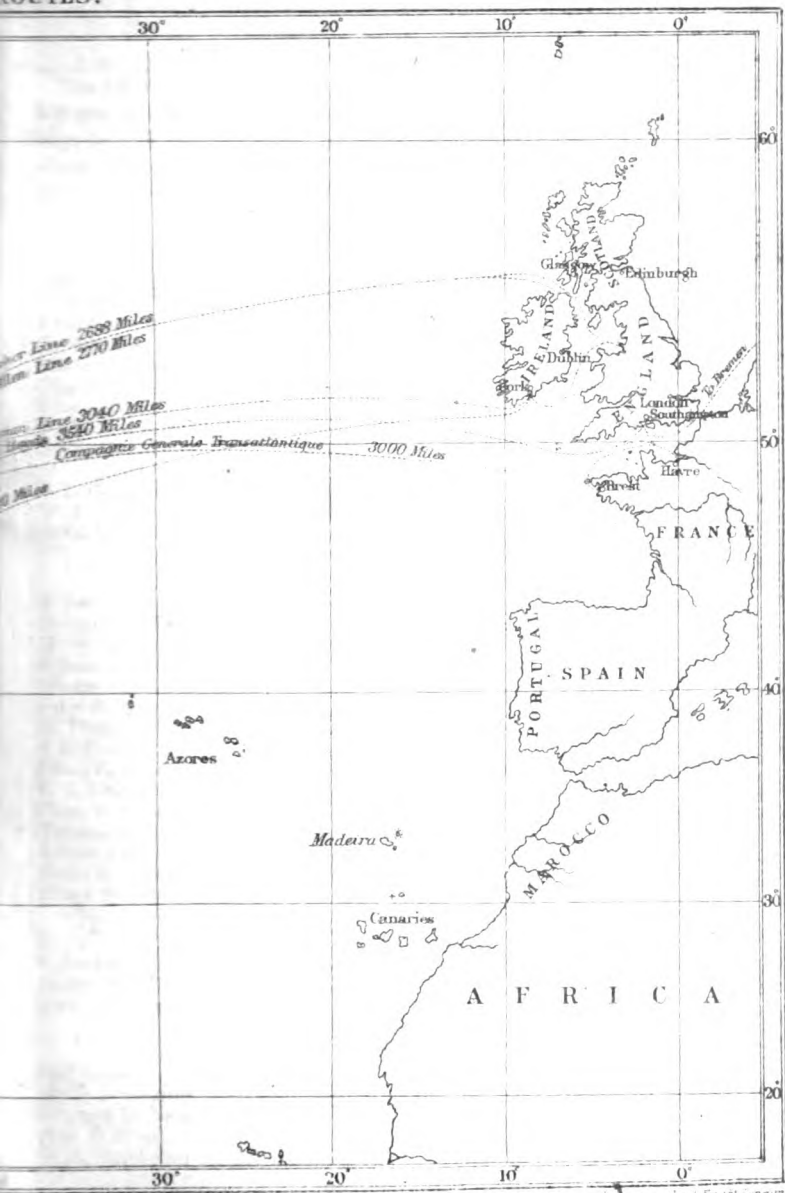 30°
20°
10°
0°
60°
Glasgow
SCOTLAND
Edinburgh
Line 2688 Miles
Line 2770 Miles
IRELAND
Dublin
ENGLAND
To Bremen
Cork
London
Line 3040 Miles
Southampton
3540 Miles
50°
Compagnie Generale Transatlantique 3000 Miles
Havre
Miles
Brest
FRANCE
PORTUGAL
SPAIN
40°
Azores
Madeira
MAROCCO
30°
Canaries
AFRICA
20°
30°
20°
10°
0°